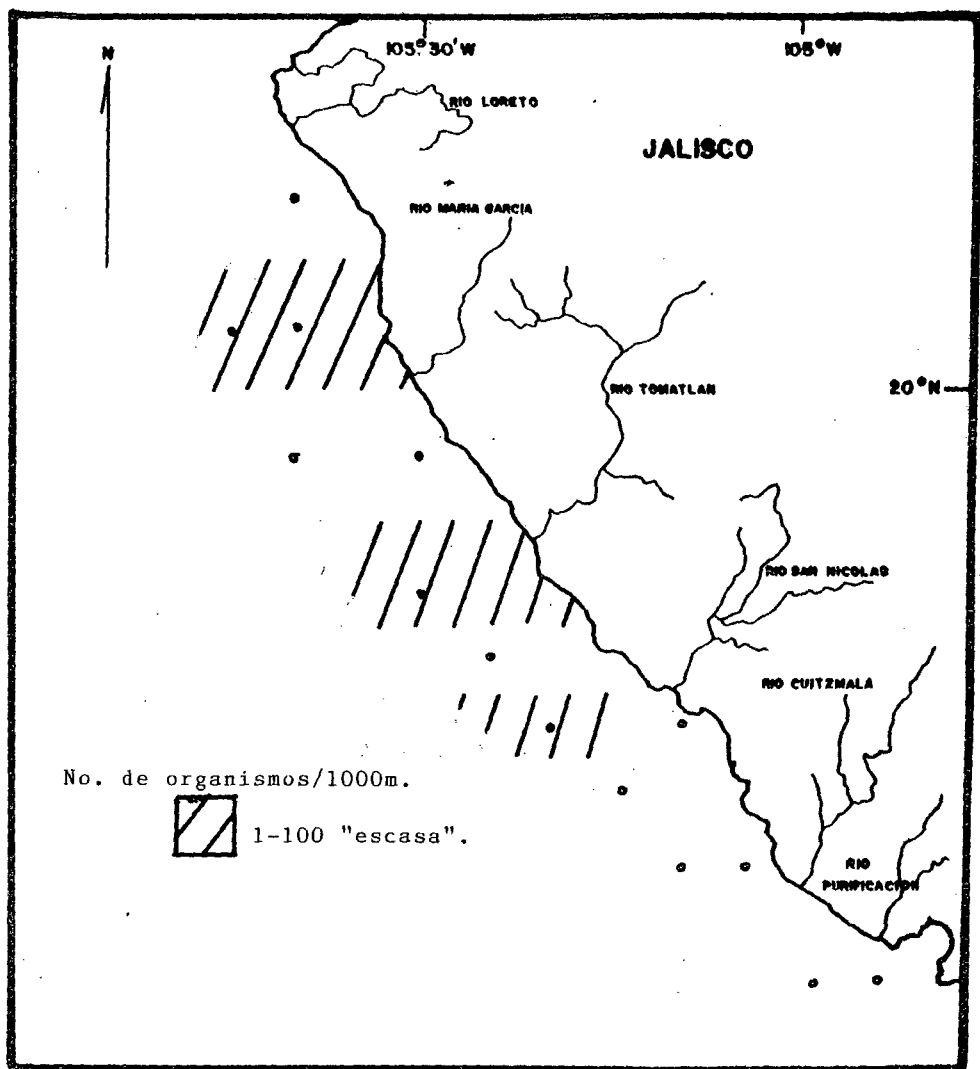 N
105° 30' W
105° W
RIO LORETO
JALISCO
RIO MARIA GARCIA
RIO TOMATLAN
20° N
RIO SAN NICOLAS
RIO CUITZMALA
No. de organismos/1000m.
1-100 "escasa".
RIO
PURIFICACION